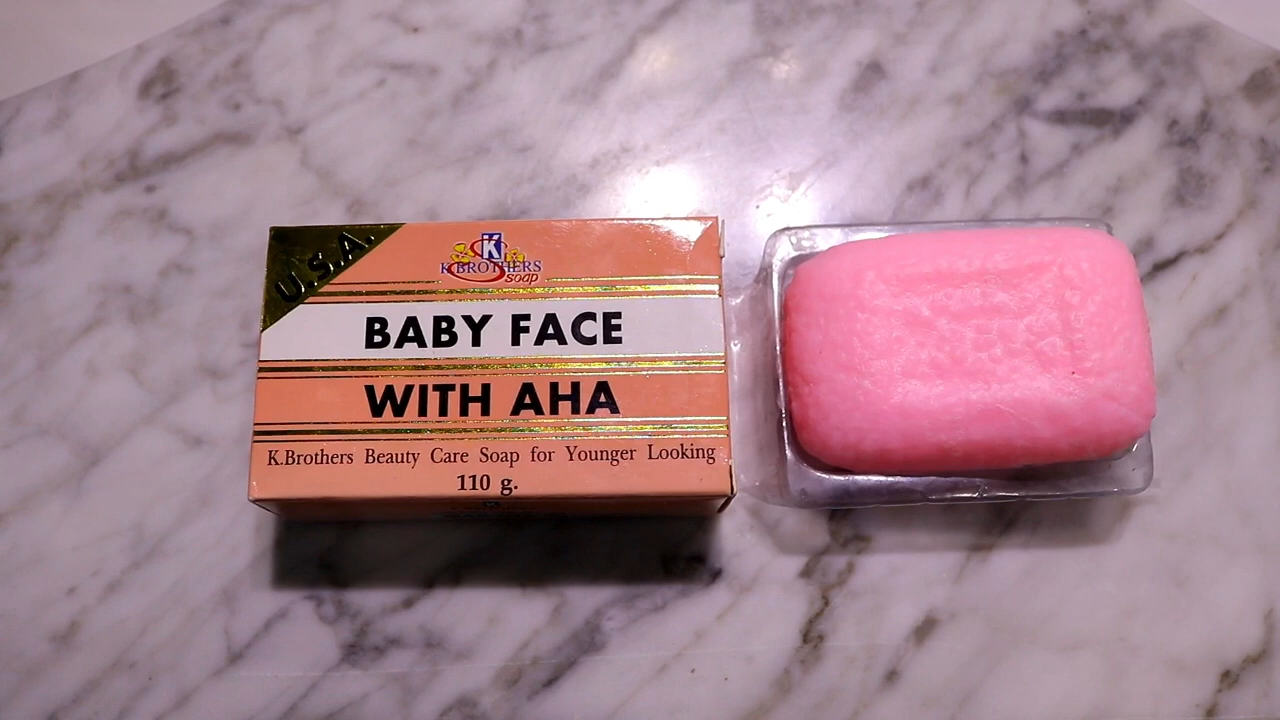 U.S.A.
K
K.BROTHERS
soap
BABY FACE
WITH AHA
K.Brothers Beauty Care Soap for Younger Looking
110 g.